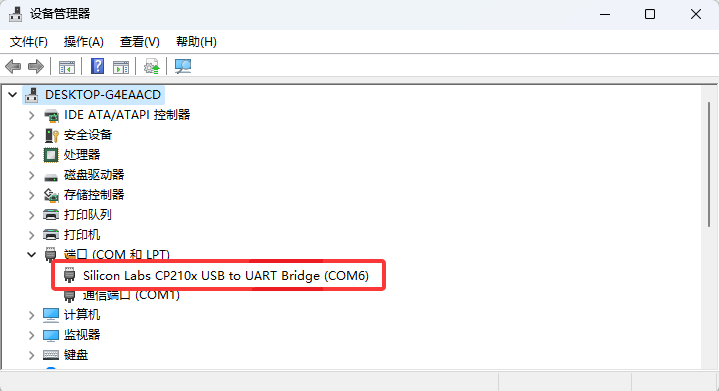 设备管理器
文件(F) 操作(A) 查看(V) 帮助(H)
DESKTOP-G4EAACD
IDE ATA/ATAPI 控制器
安全设备
处理器
磁盘驱动器
存储控制器
打印队列
打印机
端口 (COM 和 LPT)
Silicon Labs CP210x USB to UART Bridge (COM6)
通信端口 (COM1)
计算机
监视器
键盘